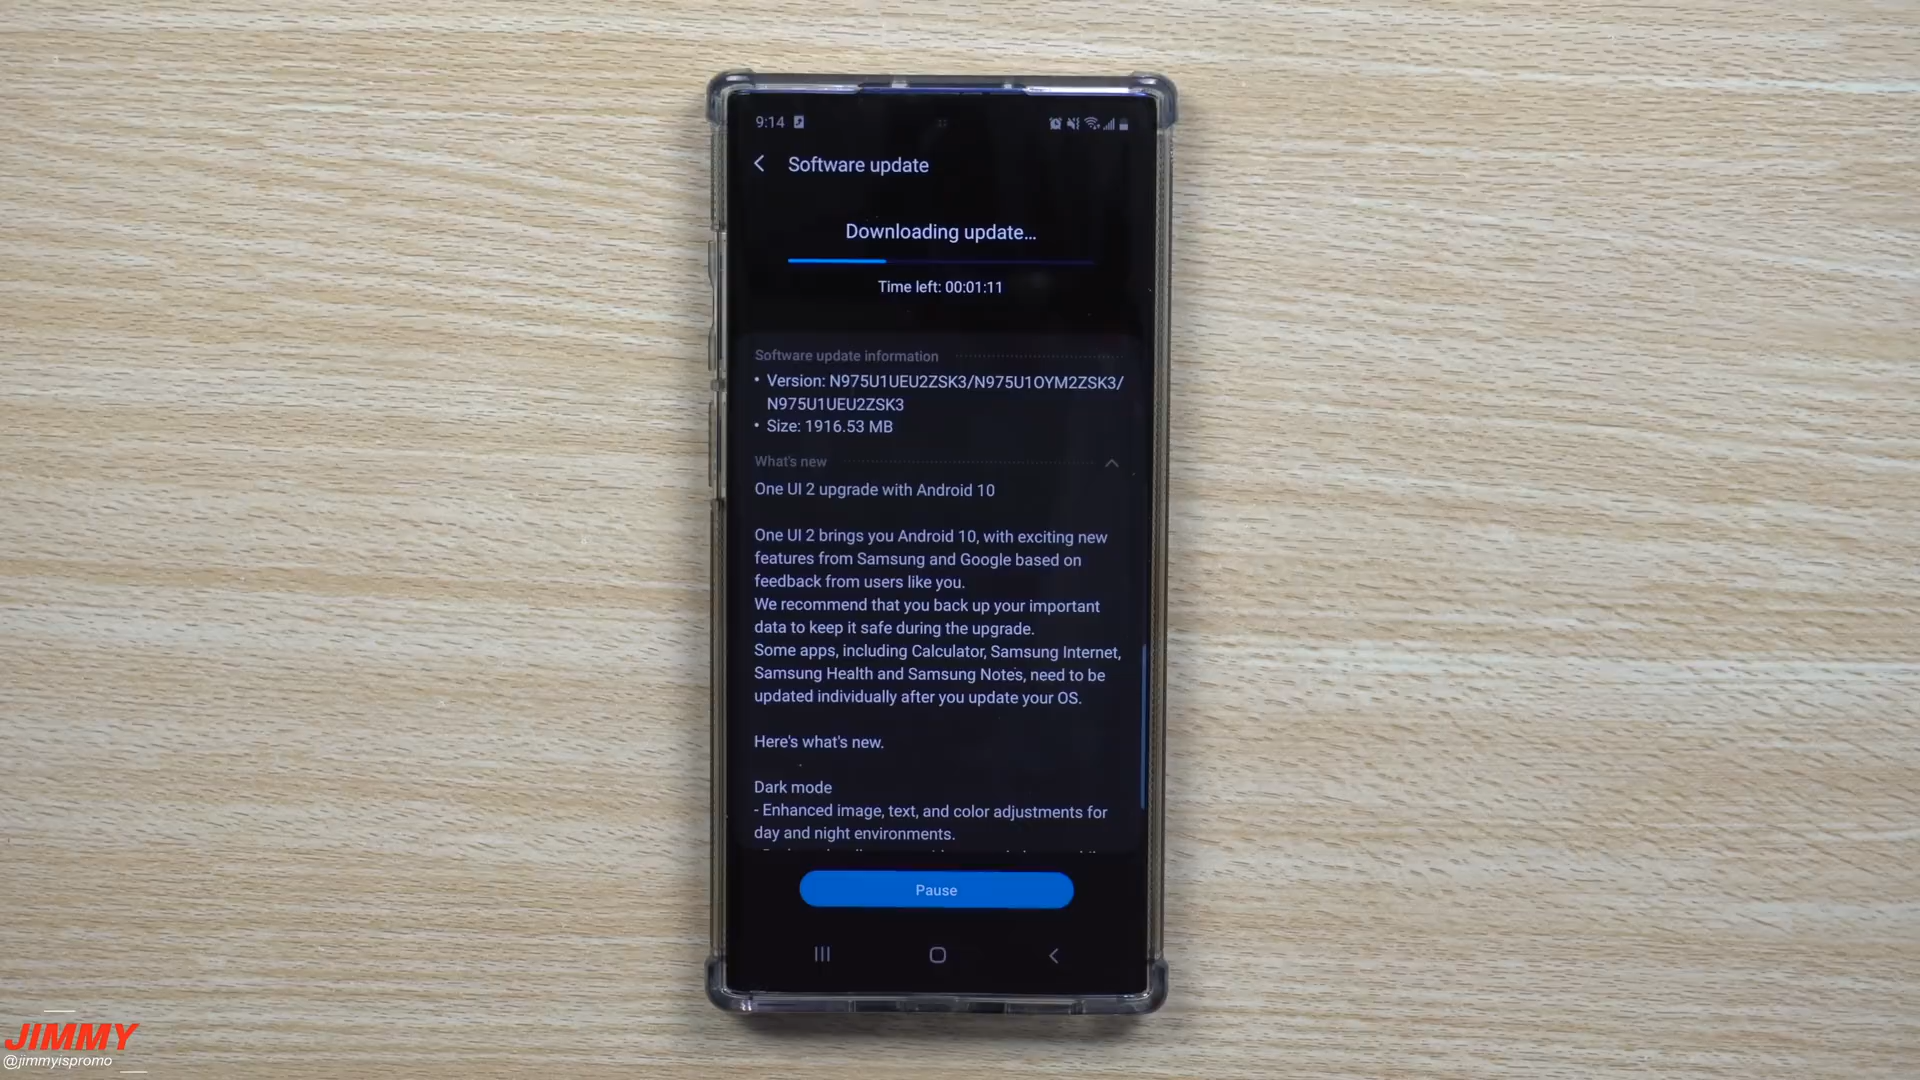 9:14
Software update
Downloading update...
Time left: 00:01:11
Software update information
• Version: N975U1UEU2ZSK3/N975U1OYM2ZSK3/
N975U1UEU2ZSK3
• Size: 1916.53 MB
What's new
One UI 2 upgrade with Android 10
One UI 2 brings you Android 10, with exciting new
features from Samsung and Google based on
feedback from users like you.
We recommend that you back up your important
data to keep it safe during the upgrade.
Some apps, including Calculator, Samsung Internet,
Samsung Health and Samsung Notes, need to be
updated individually after you update your OS.
Here's what's new.
Dark mode
- Enhanced image, text, and color adjustments for
day and night environments.
Pause
JIMMY
@jimmyispromo